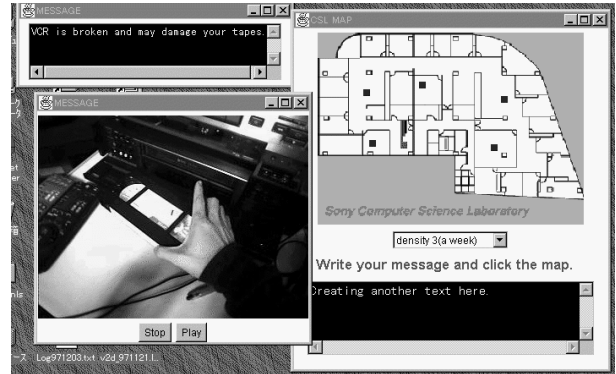 MESSAGE
VCR is broken and may damage your tapes.
MESSAGE
Stop Play
Log971203.txt v2d_971121.l...
CSL MAP
Sony Computer Science Laboratory
density 3(a week)
Write your message and click the map.
Creating another text here.